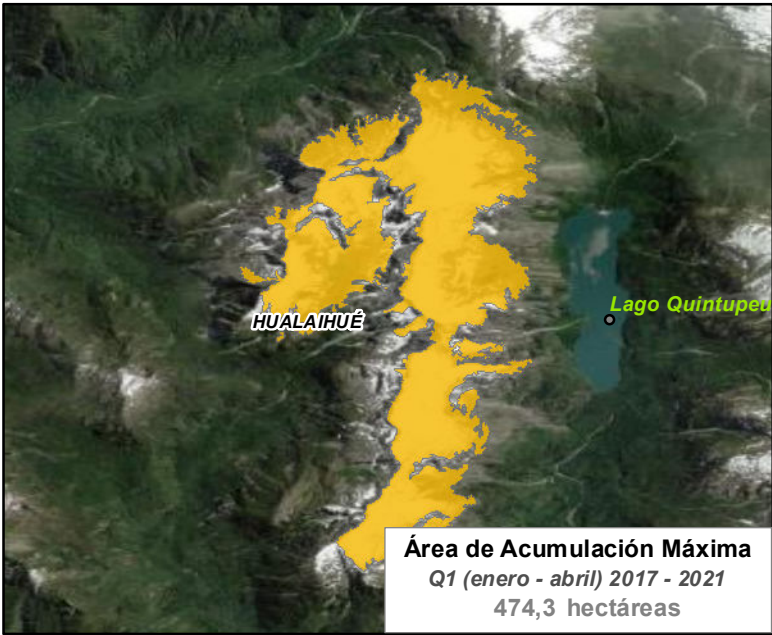 Lago Quintupeu
HUALAIHUÉ
Área de Acumulación Máxima
Q1 (enero - abril) 2017 - 2021
474,3 hectáreas